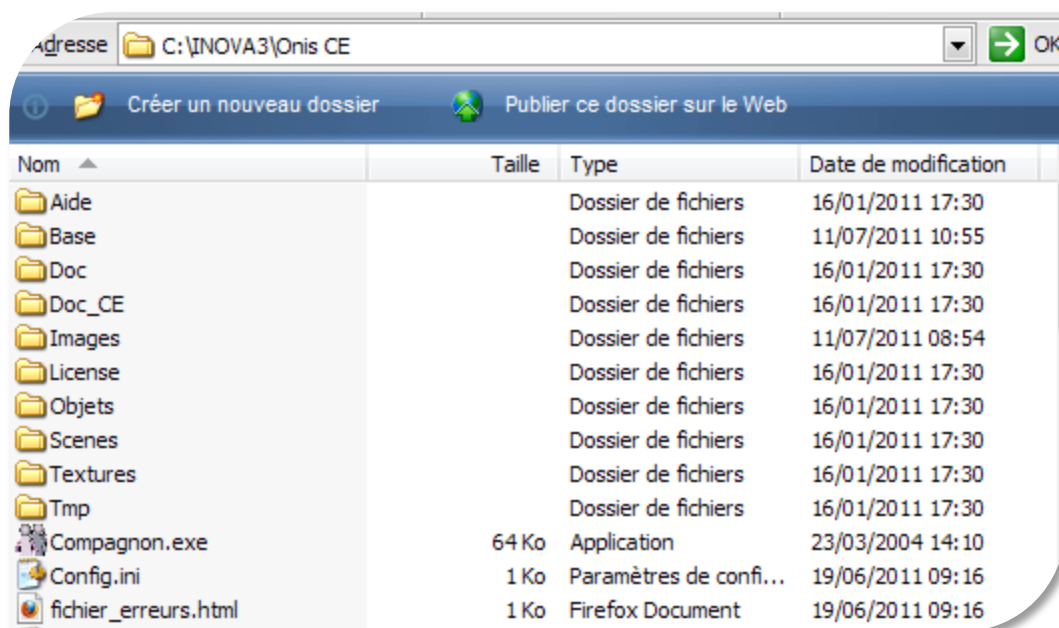 Adresse C:\INOVA3\Onis CE OK
Créer un nouveau dossier Publier ce dossier sur le Web
Nom Taille Type Date de modification
Aide Dossier de fichiers 16/01/2011 17:30
Base Dossier de fichiers 11/07/2011 10:55
Doc Dossier de fichiers 16/01/2011 17:30
Doc_CE Dossier de fichiers 16/01/2011 17:30
Images Dossier de fichiers 11/07/2011 08:54
License Dossier de fichiers 16/01/2011 17:30
Objets Dossier de fichiers 16/01/2011 17:30
Scenes Dossier de fichiers 16/01/2011 17:30
Textures Dossier de fichiers 16/01/2011 17:30
Tmp Dossier de fichiers 16/01/2011 17:30
Compagnon.exe 64 Ko Application 23/03/2004 14:10
Config.ini 1 Ko Paramètres de confi... 19/06/2011 09:16
fichier_erreurs.html 1 Ko Firefox Document 19/06/2011 09:16